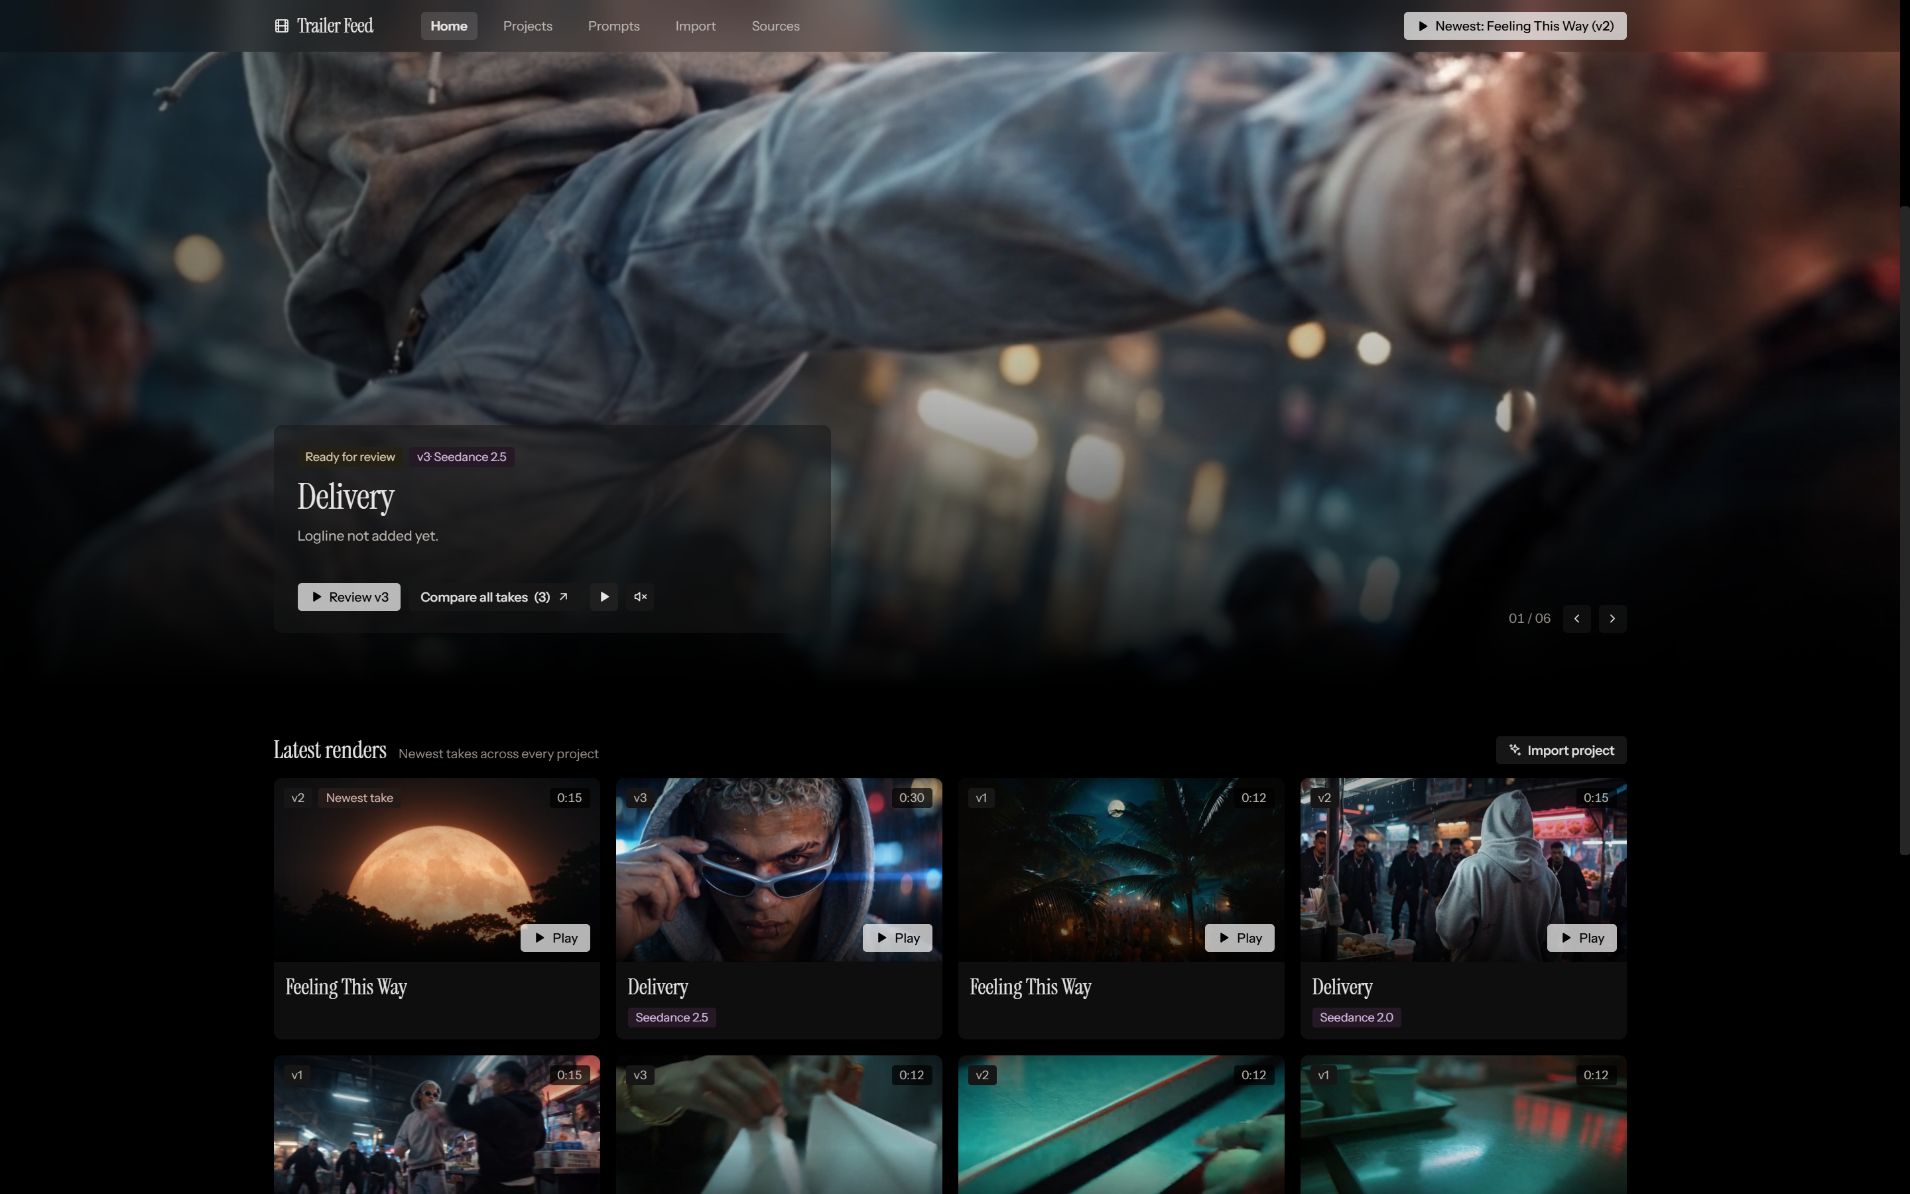 Trailer Feed Home Projects Prompts Import Sources Newest: Feeling This Way (v2)
Ready for review v3· Seedance 2.5
Delivery
Logline not added yet.
Review v3 Compare all takes (3)
01 / 06
Latest renders Newest takes across every project Import project
v2 Newest take 0:15 v3 0:30 v1 0:12 v2 0:15
Play Play Play Play
Feeling This Way Delivery Feeling This Way Delivery
Seedance 2.5 Seedance 2.0
v1 0:15 v3 0:12 v2 0:12 v1 0:12